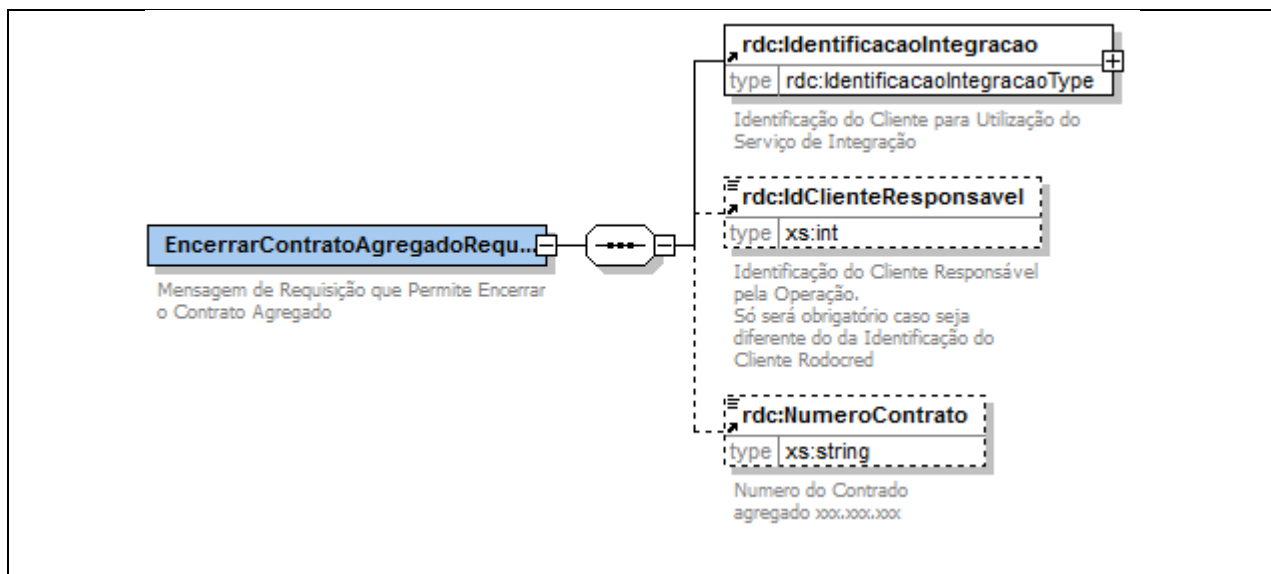 rdc:IdentificacaoIntegracao
type rdc:IdentificacaoIntegracaoType
Identificação do Cliente para Utilização do
Serviço de Integração
rdc:IdClienteResponsavel
type xs:int
Identificação do Cliente Responsável
pela Operação.
Só será obrigatório caso seja
diferente do da Identificação do
Cliente Rodocred
EncerrarContratoAgregadoRequ...
Mensagem de Requisição que Permite Encerrar
o Contrato Agregado
rdc:NumeroContrato
type xs:string
Numero do Contrado
agregado xxx.xxx.xxx